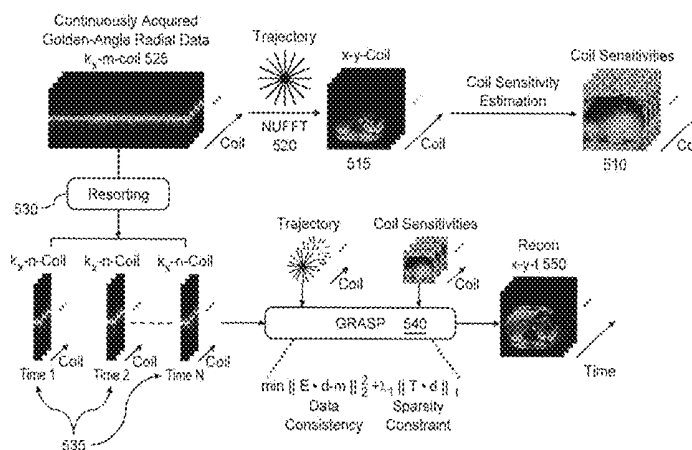 Continuously Acquired
Golden-Angle Radial Data
kx-m-coil 525
Trajectory
NUFFT
520
x-y-Coil
515
Coil Sensitivity
Estimation
Coil Sensitivities
510
Coil
Coil
Coil
530
Resorting
kx-n-Coil
kx-n-Coil
kx-n-Coil
Coil
Coil
Coil
Time 1
Time 2
Time N
535
Trajectory
Coil
Coil Sensitivities
Coil
GRASP 540
Recon
x-y-t 550
Time
min || E • d-m || 2 2 +λ1 || T • d || 1
Data
Consistency
Sparsity
Constraint